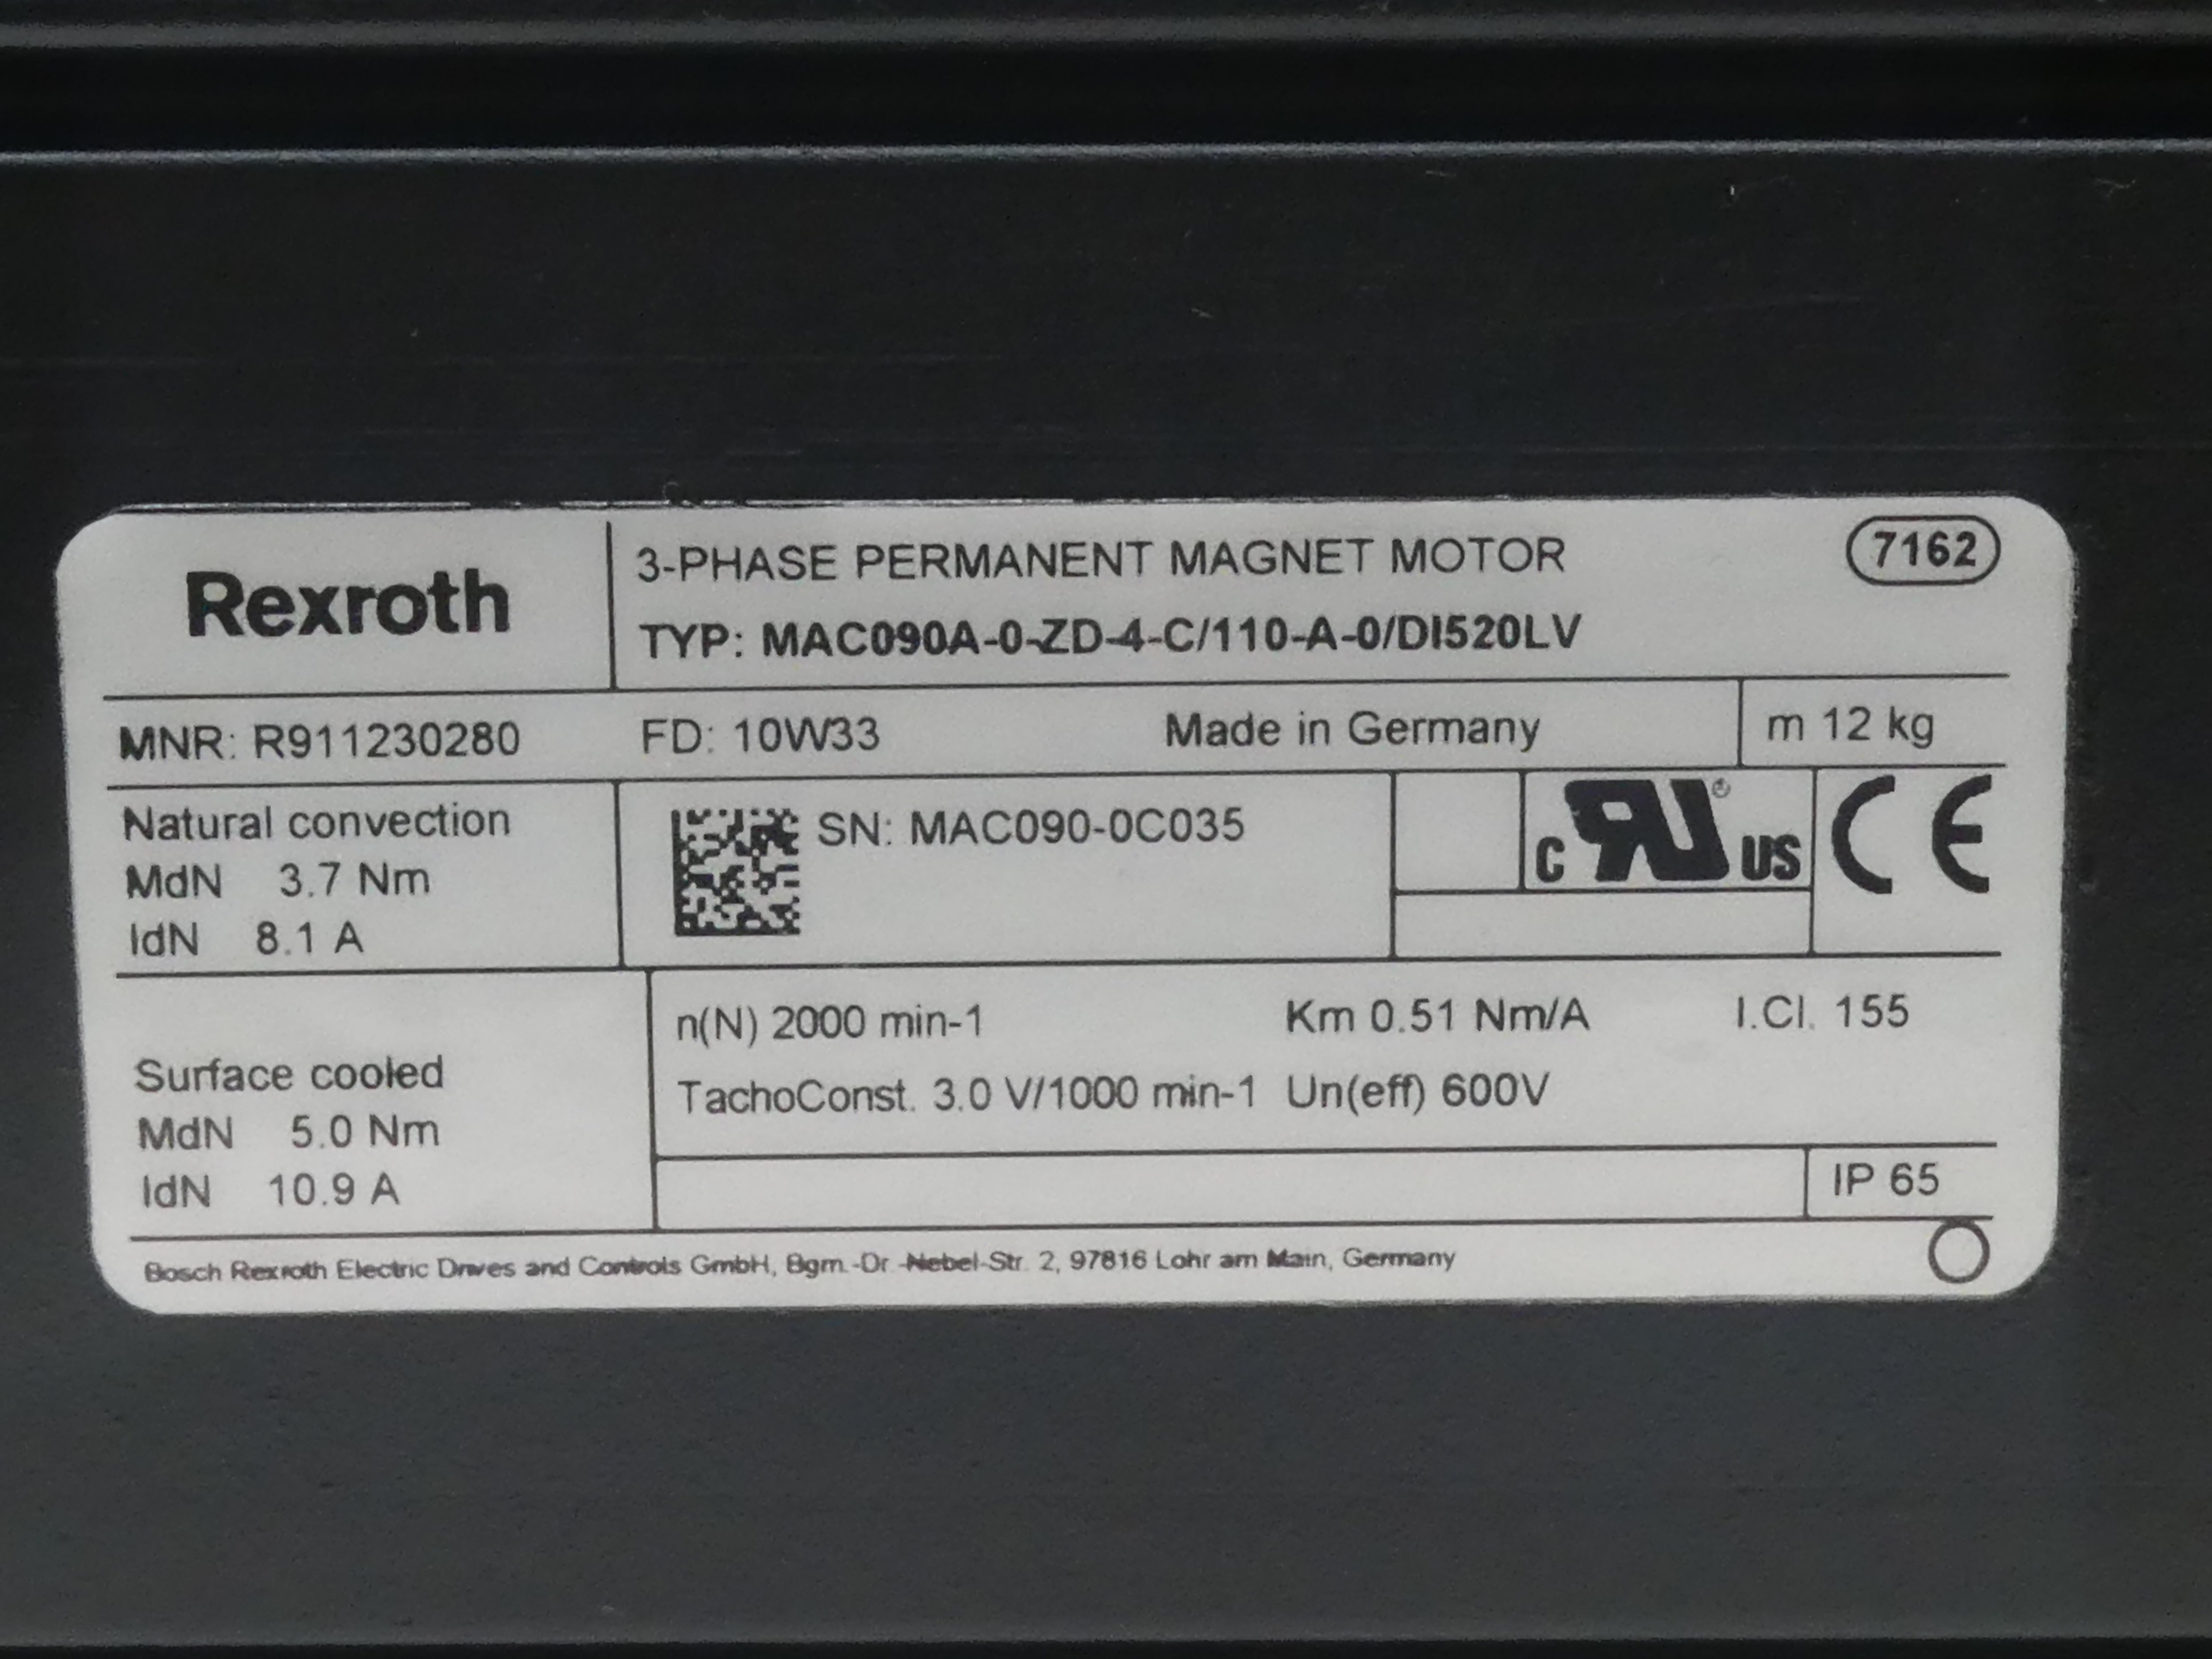 Rexroth
3-PHASE PERMANENT MAGNET MOTOR
7162
TYP: MAC090A-0-ZD-4-C/110-A-0/DI520LV
MNR: R911230280 FD: 10W33 Made in Germany m 12 kg
Natural convection
MdN 3.7 Nm
IdN 8.1 A
SN: MAC090-0C035
c RU ® US
CE
Surface cooled
MdN 5.0 Nm
IdN 10.9 A
n(N) 2000 min-1 Km 0.51 Nm/A I.Cl. 155
TachoConst. 3.0 V/1000 min-1 Un(eff) 600V
IP 65
Bosch Rexroth Electric Drives and Controls GmbH, Bgm.-Dr.-Nebel-Str. 2, 97816 Lohr am Main, Germany